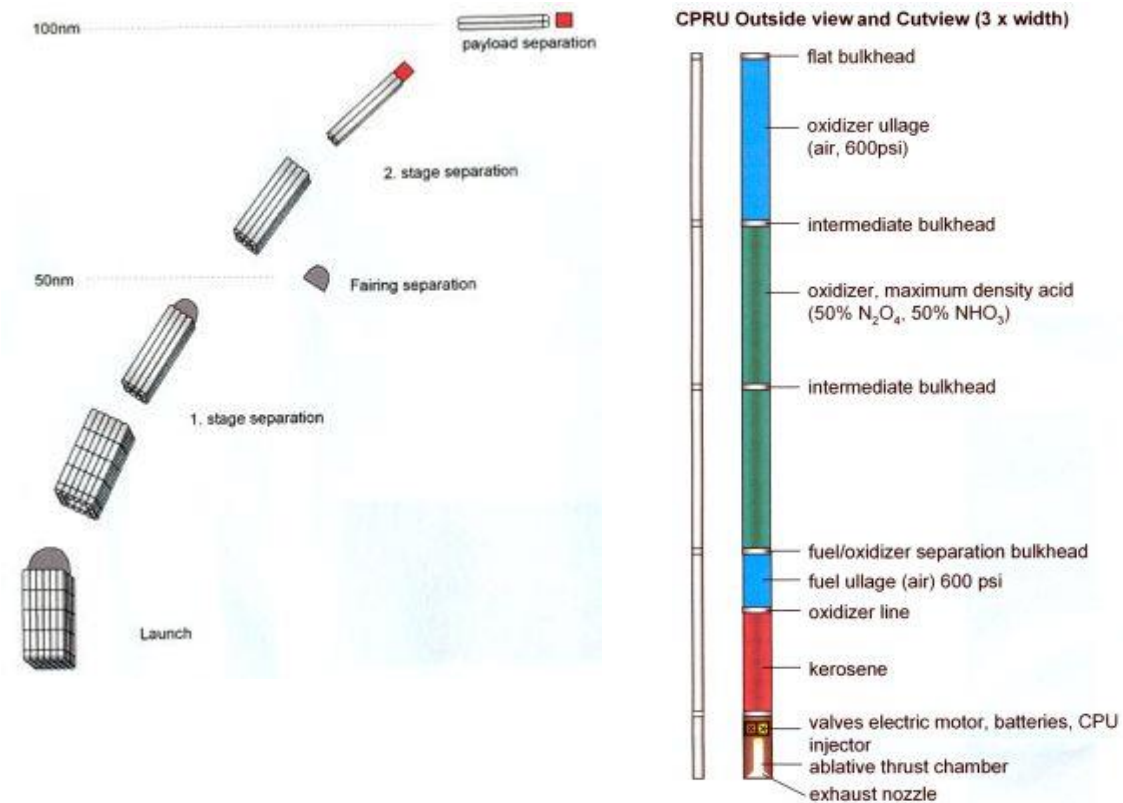 100nm
payload separation
2. stage separation
50nm
Fairing separation
1. stage separation
Launch
CPRU Outside view and Cutview (3 x width)
flat bulkhead
oxidizer ullage
(air, 600psi)
intermediate bulkhead
oxidizer, maximum density acid
(50% N₂O₄, 50% NHO₃)
intermediate bulkhead
fuel/oxidizer separation bulkhead
fuel ullage (air) 600 psi
oxidizer line
kerosene
valves electric motor, batteries, CPU
injector
ablative thrust chamber
exhaust nozzle